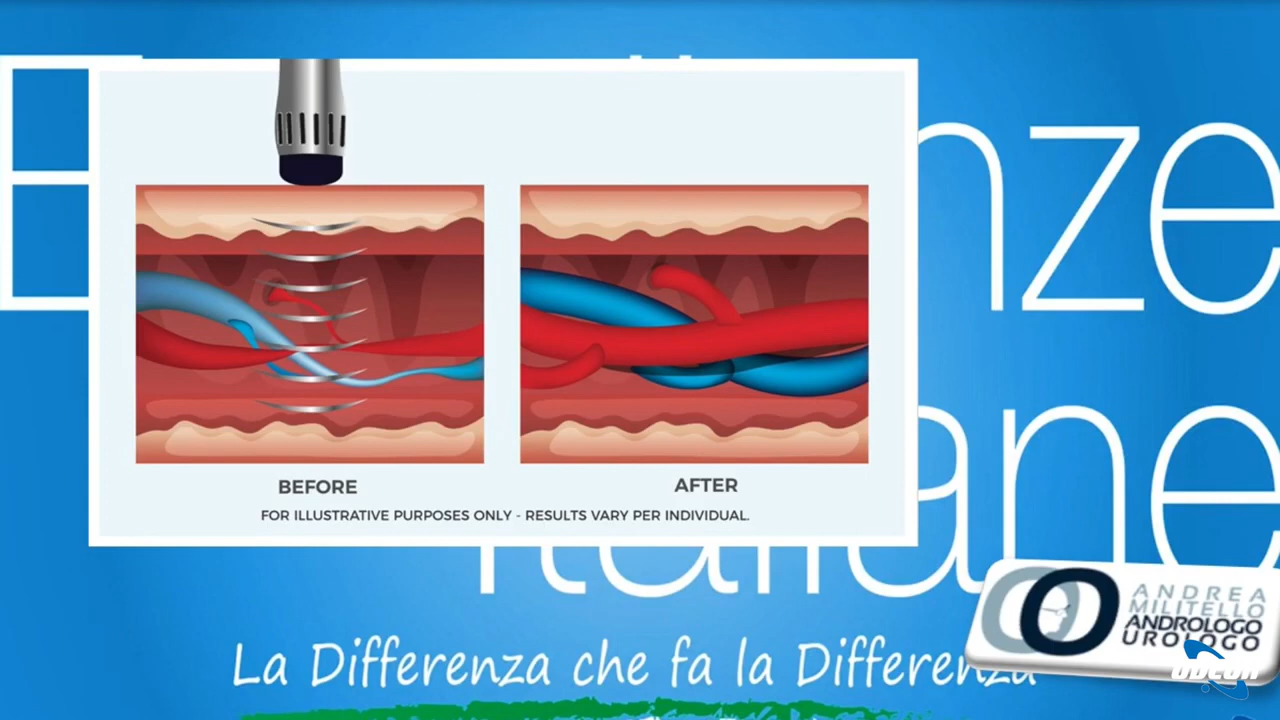 BEFORE
AFTER
FOR ILLUSTRATIVE PURPOSES ONLY - RESULTS VARY PER INDIVIDUAL.
La Differenza che fa la Differenza
ANDREA
MILITELLO
ANDROLOGO
UROLOGO
ODEON